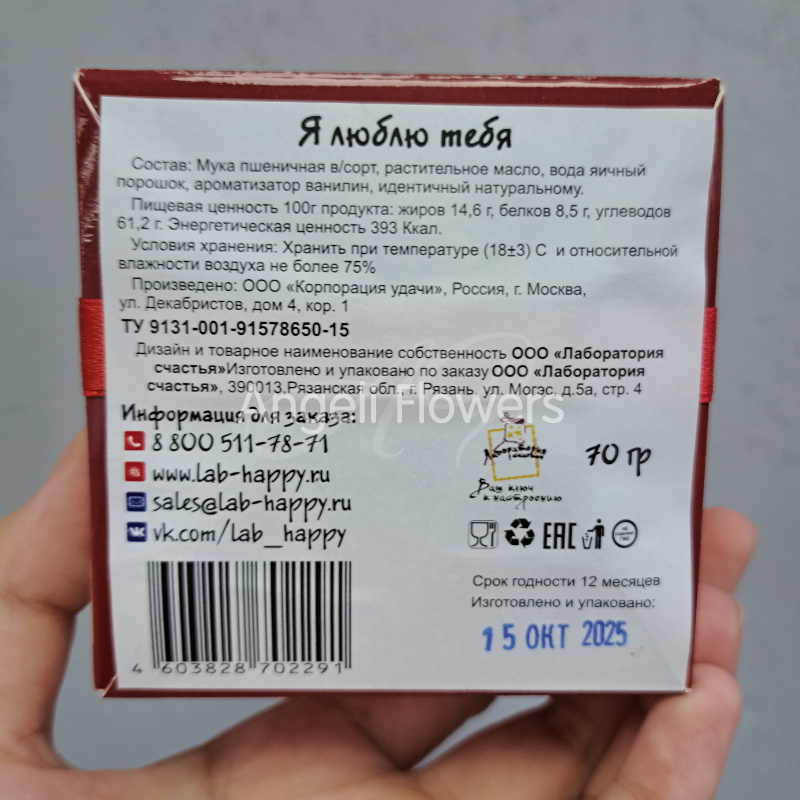 Я люблю тебя
Состав: Мука пшеничная в/сорт, растительное масло, вода яичный
порошок, ароматизатор ванилин, идентичный натуральному.
Пищевая ценность 100г продукта: жиров 14,6 г, белков 8,5 г, углеводов
61,2 г. Энергетическая ценность 393 Ккал.
Условия хранения: Хранить при температуре (18±3) С и относительной
влажности воздуха не более 75%
Произведено: ООО «Корпорация удачи», Россия, г. Москва,
ул. Декабристов, дом 4, кор. 1
ТУ 9131-001-91578650-15
Дизайн и товарное наименование собственность ООО «Лаборатория
счастья»Изготовлено и упаковано по заказу ООО «Лаборатория
счастья», 390013.Рязанская обл., г. Рязань, ул. Могэс. д.5а, стр. 4
Angeli Flowers
Информация для заказа:
8 800 511-78-71
www.lab-happy.ru
sales@lab-happy.ru
vk.com/lab_happy
Лаборатория
счастья
Ваш ключ
к настроению
70 гр
EAC
Срок годности 12 месяцев
Изготовлено и упаковано:
15 ОКТ 2025
4 603828 702291